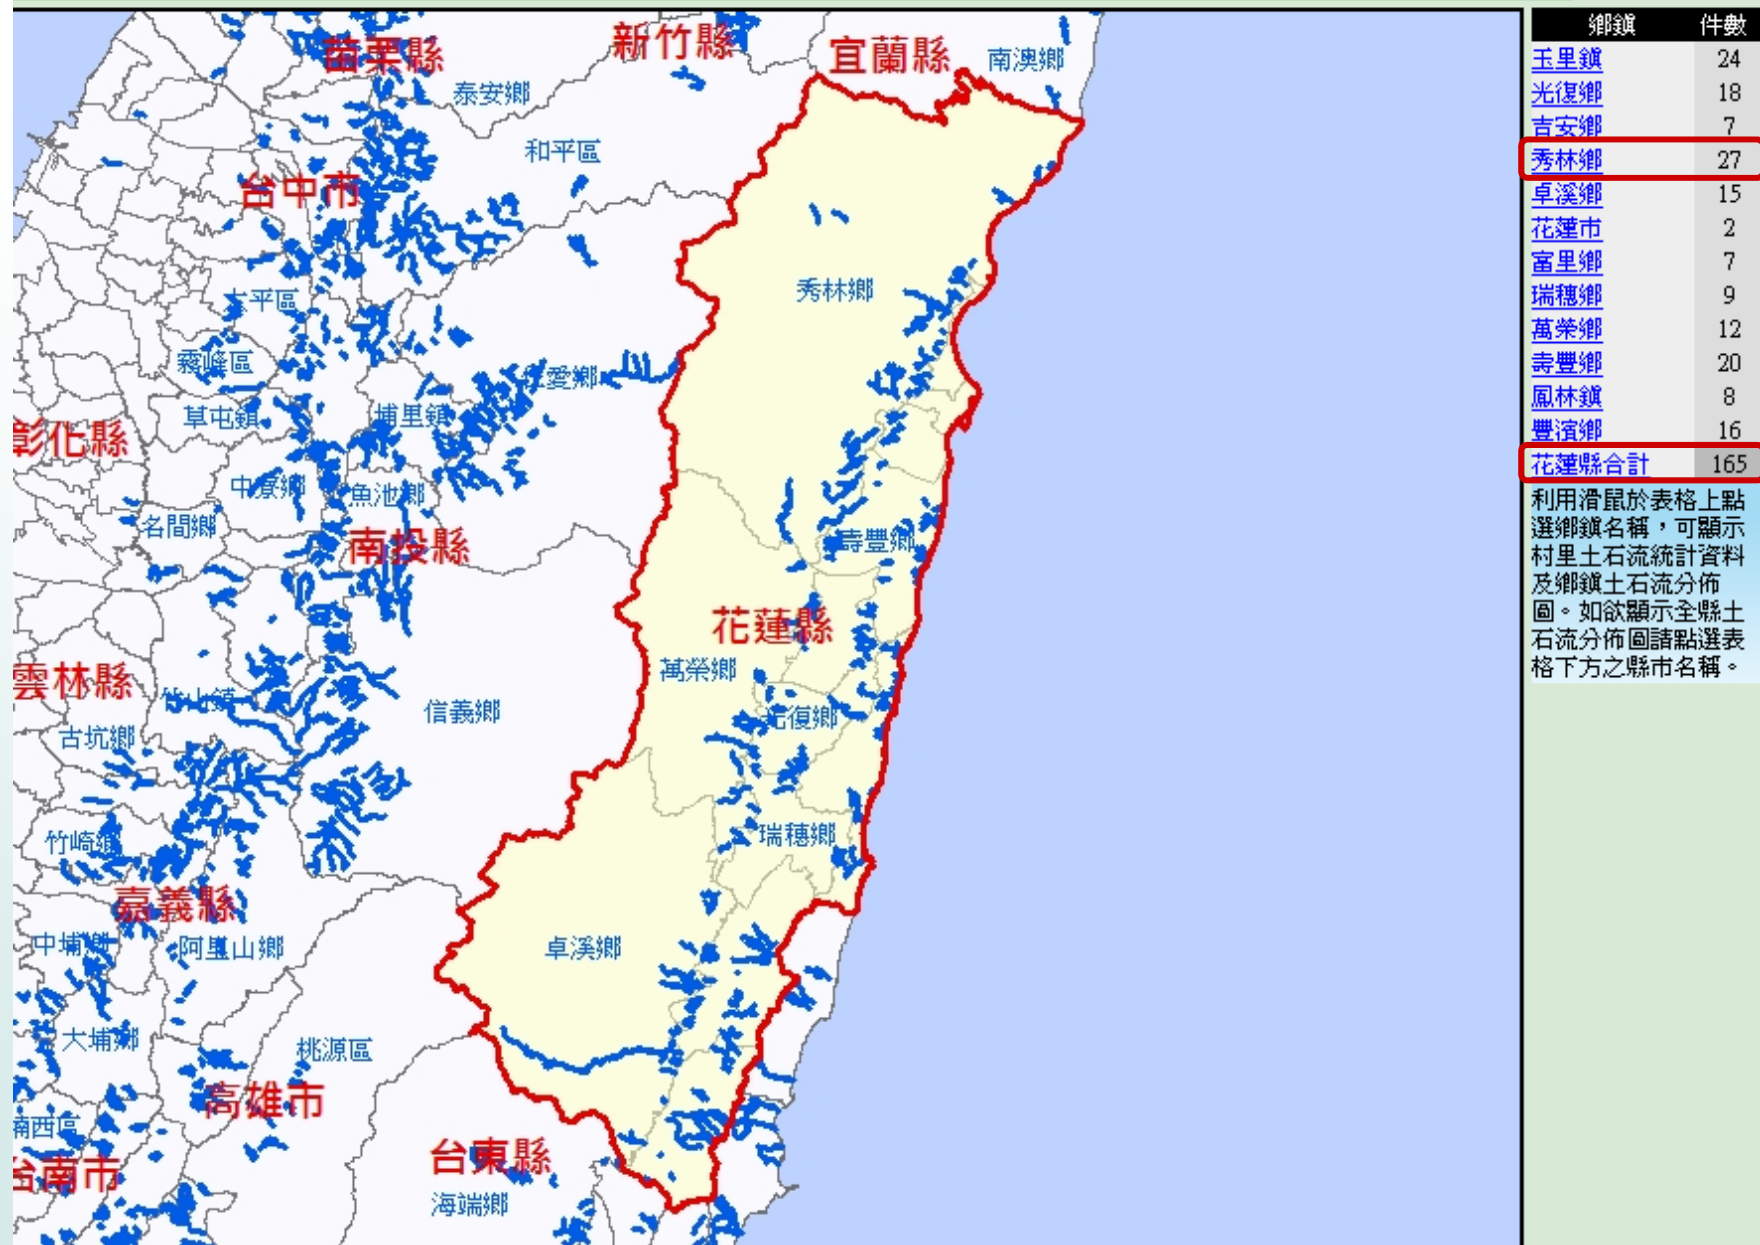 苗栗縣
新竹縣
宜蘭縣
南澳鄉
泰安鄉
和平區
台中市
秀林鄉
太平區
霧峰區
仁愛鄉
草屯鎮
埔里鎮
彰化縣
中寮鄉
魚池鄉
名間鄉
南投縣
壽豐鄉
花蓮縣
萬榮鄉
雲林縣
竹山鎮
信義鄉
光復鄉
古坑鄉
竹崎鄉
瑞穗鄉
嘉義縣
中埔鄉
阿里山鄉
卓溪鄉
大埔鄉
桃源區
高雄市
楠西區
台東縣
台南市
海端鄉
鄉鎮 件數
玉里鎮 24
光復鄉 18
吉安鄉 7
秀林鄉 27
卓溪鄉 15
花蓮市 2
富里鄉 7
瑞穗鄉 9
萬榮鄉 12
壽豐鄉 20
鳳林鎮 8
豐濱鄉 16
花蓮縣合計 165
利用滑鼠於表格上點
選鄉鎮名稱，可顯示
村里土石流統計資料
及鄉鎮土石流分佈
圖。如欲顯示全縣土
石流分佈圖請點選表
格下方之縣市名稱。